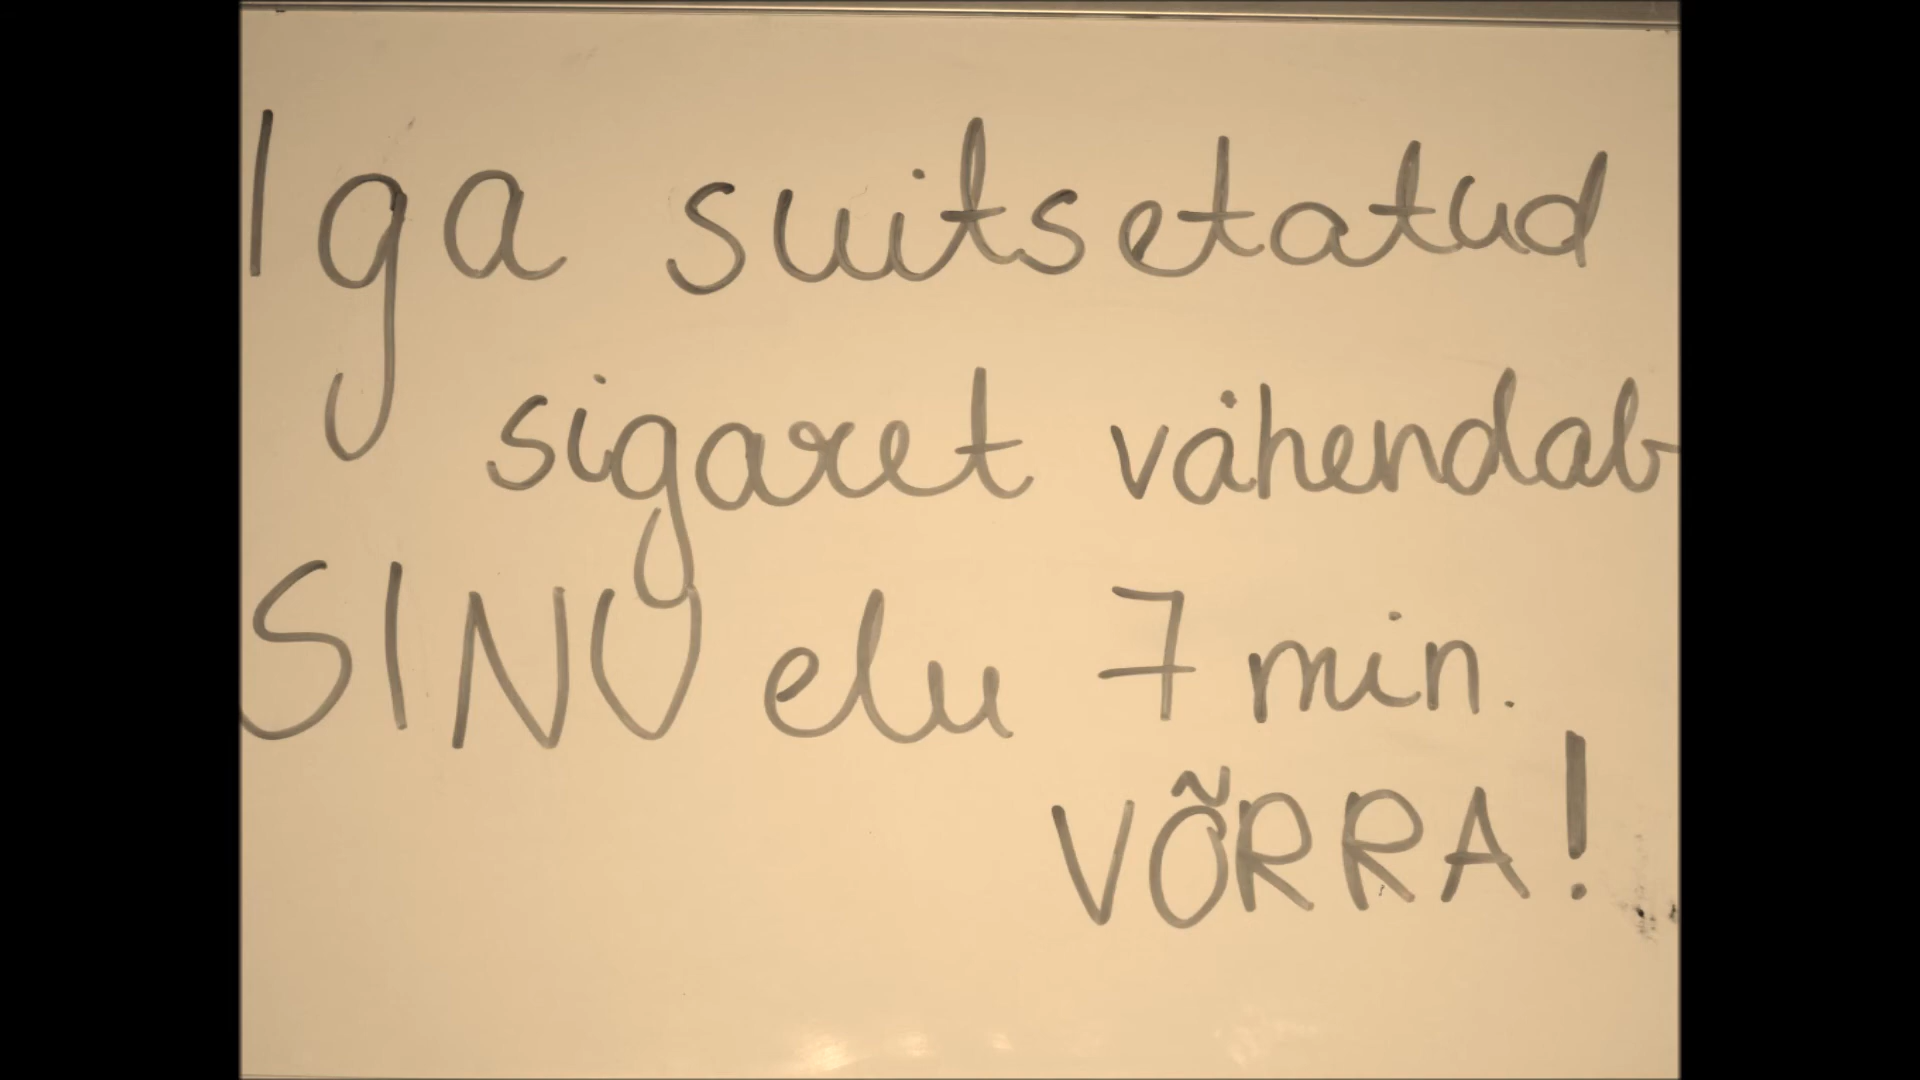 Iga suitsetatud
sigaret vähendab
SINU elu 7 min.
VÕRRA!